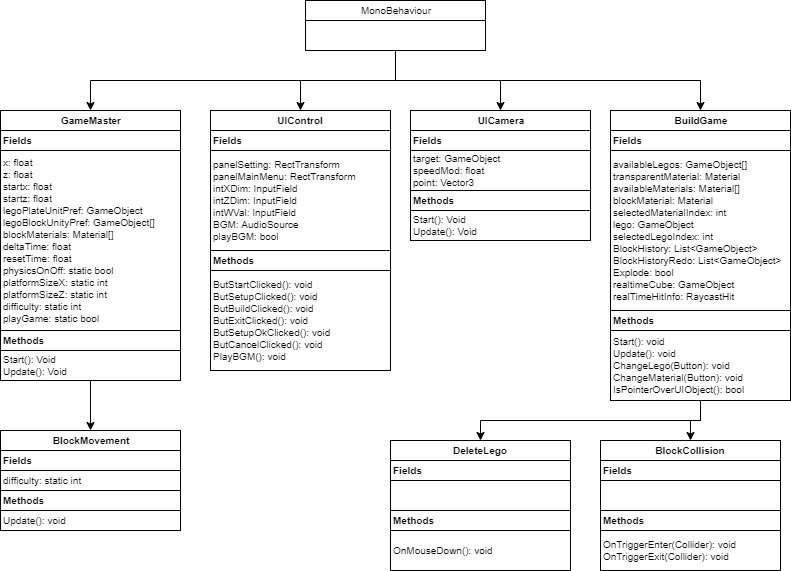 MonoBehaviour
GameMaster
Fields
x: float
z: float
startx: float
startz: float
legoPlateUnitPref: GameObject
legoBlockUnityPref: GameObject[]
blockMaterials: Material[]
deltaTime: float
resetTime: float
physicsOnOff: static bool
platformSizeX: static int
platformSizeZ: static int
difficulty: static int
playGame: static bool
Methods
Start(): Void
Update(): Void
UIControl
Fields
panelSetting: RectTransform
panelMainMenu: RectTransform
intXDim: InputField
intZDim: InputField
intWVal: InputField
BGM: AudioSource
playBGM: bool
Methods
ButStartClicked(): void
ButSetupClicked(): void
ButBuildClicked(): void
ButExitClicked(): void
ButSetupOkClicked(): void
ButCancelClicked(): void
PlayBGM(): void
UICamera
Fields
target: GameObject
speedMod: float
point: Vector3
Methods
Start(): Void
Update(): Void
BuildGame
Fields
availableLegos: GameObject[]
transparentMaterial: Material
availableMaterials: Material[]
blockMaterial: Material
selectedMaterialIndex: int
lego: GameObject
selectedLegoIndex: int
BlockHistory: List<GameObject>
BlockHistoryRedo: List<GameObject>
Explode: bool
realtimeCube: GameObject
realTimeHitInfo: RaycastHit
Methods
Start(): void
Update(): void
ChangeLego(Button): void
ChangeMaterial(Button): void
IsPointerOverUIObject(): bool
BlockMovement
Fields
difficulty: static int
Methods
Update(): void
DeleteLego
Fields
Methods
OnMouseDown(): void
BlockCollision
Fields
Methods
OnTriggerEnter(Collider): void
OnTriggerExit(Collider): void